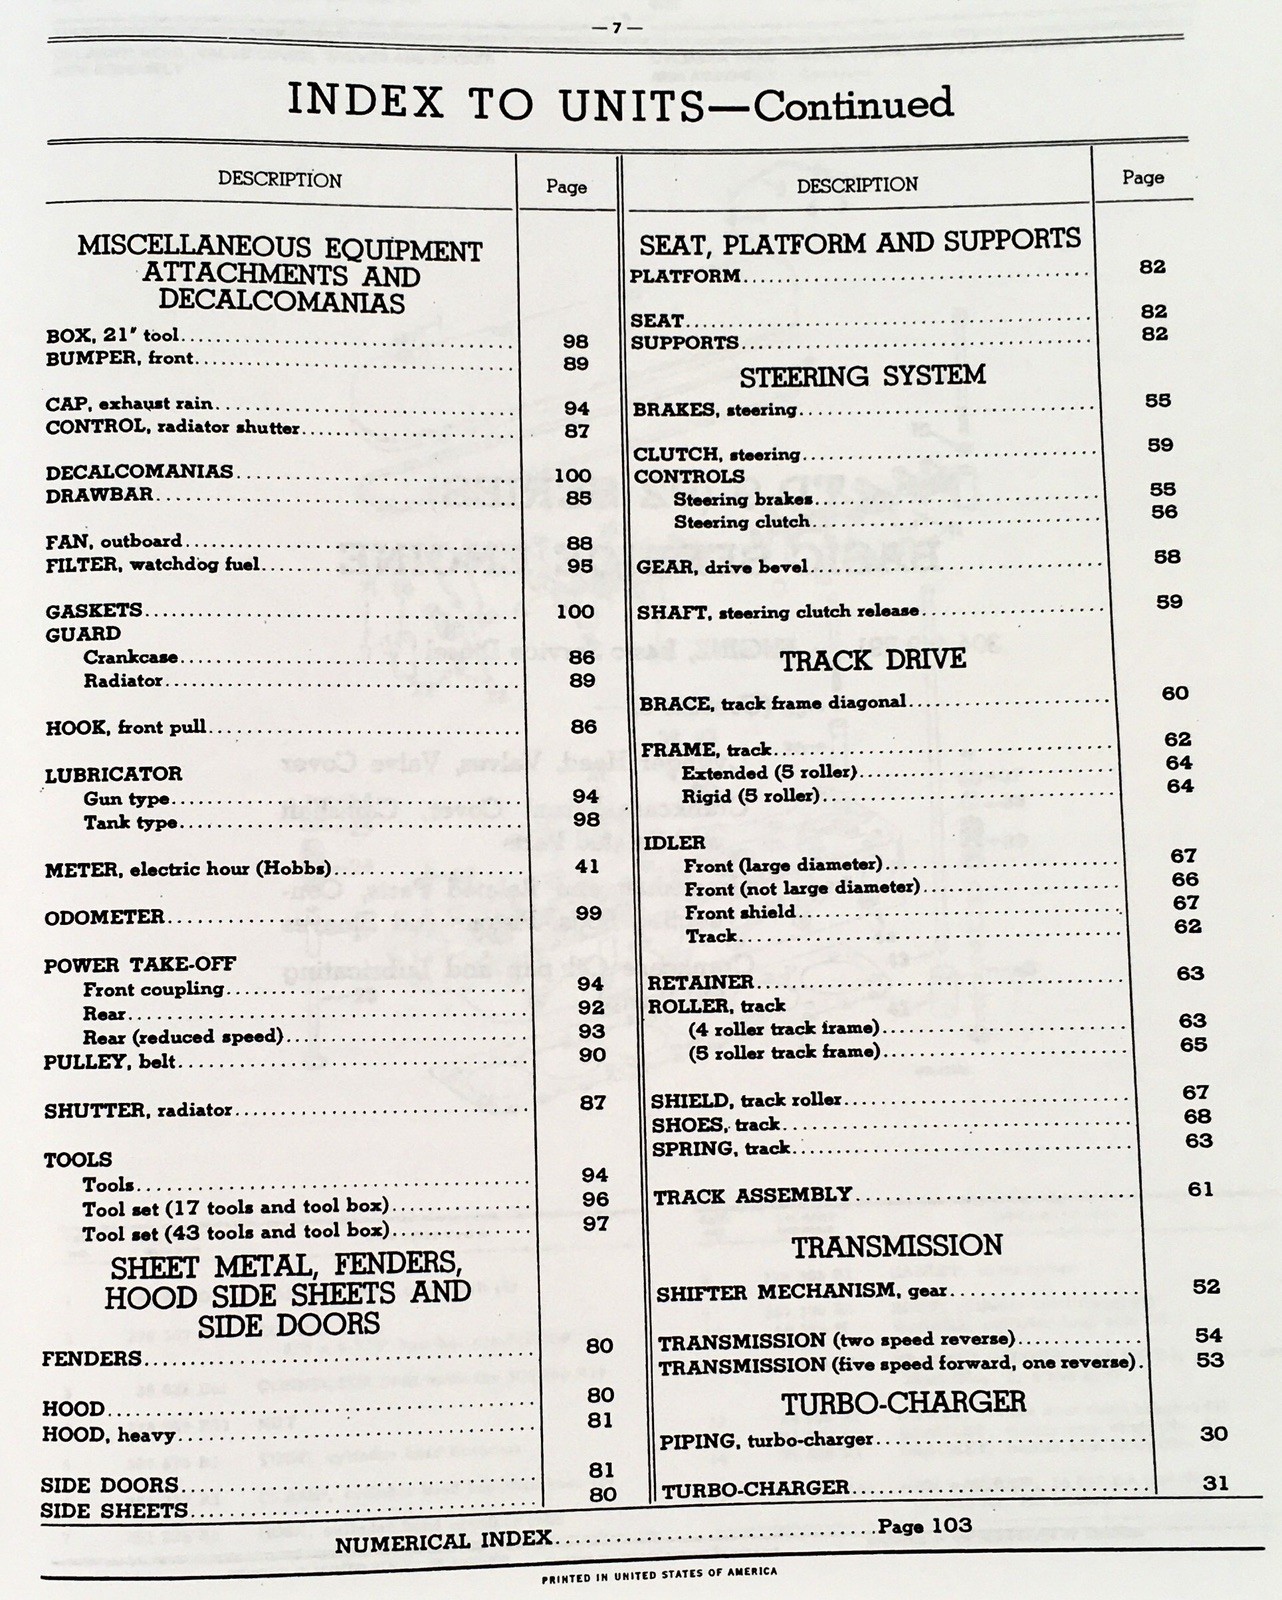 —7—
INDEX TO UNITS—Continued
DESCRIPTION
Page
MISCELLANEOUS EQUIPMENT
ATTACHMENTS AND
DECALCOMANIAS
BOX, 21" tool 98
BUMPER, front 89
CAP, exhaust rain 94
CONTROL, radiator shutter 87
DECALCOMANIAS 100
DRAWBAR 85
FAN, outboard 88
FILTER, watchdog fuel 95
GASKETS 100
GUARD
Crankcase 86
Radiator 89
HOOK, front pull 86
LUBRICATOR
Gun type 94
Tank type 98
METER, electric hour (Hobbs) 41
ODOMETER 99
POWER TAKE-OFF
Front coupling 94
Rear 92
Rear (reduced speed) 93
PULLEY, belt 90
SHUTTER, radiator 87
TOOLS
Tools 94
Tool set (17 tools and tool box) 96
Tool set (43 tools and tool box) 97
SHEET METAL, FENDERS,
HOOD SIDE SHEETS AND
SIDE DOORS
FENDERS 80
HOOD 80
HOOD, heavy 81
SIDE DOORS 81
SIDE SHEETS 80
DESCRIPTION
Page
SEAT, PLATFORM AND SUPPORTS
PLATFORM 82
SEAT 82
SUPPORTS 82
STEERING SYSTEM
BRAKES, steering 55
CLUTCH, steering 59
CONTROLS
Steering brakes 55
Steering clutch 56
GEAR, drive bevel 58
SHAFT, steering clutch release 59
TRACK DRIVE
BRACE, track frame diagonal 60
FRAME, track 62
Extended (5 roller) 64
Rigid (5 roller) 64
IDLER
Front (large diameter) 67
Front (not large diameter) 66
Front shield 67
Track 62
RETAINER 63
ROLLER, track
(4 roller track frame) 63
(5 roller track frame) 65
SHIELD, track roller 67
SHOES, track 68
SPRING, track 63
TRACK ASSEMBLY 61
TRANSMISSION
SHIFTER MECHANISM, gear 52
TRANSMISSION (two speed reverse) 54
TRANSMISSION (five speed forward, one reverse) 53
TURBO-CHARGER
PIPING, turbo-charger 30
TURBO-CHARGER 31
NUMERICAL INDEX Page 103
PRINTED IN UNITED STATES OF AMERICA